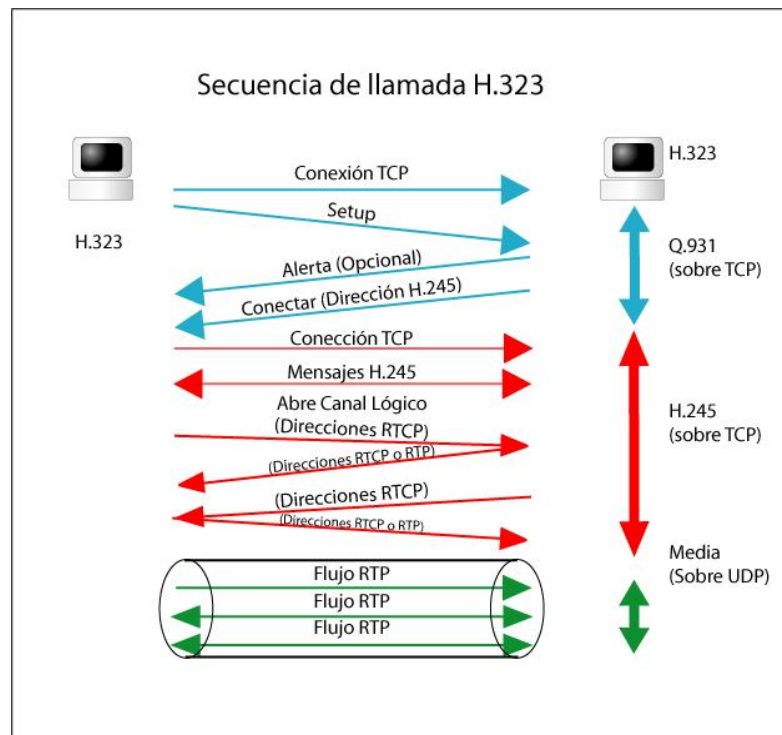 Secuencia de llamada H.323
H.323
H.323
Conexión TCP
Setup
Alerta (Opcional)
Conectar (Dirección H.245)
Q.931
(sobre TCP)
Conección TCP
Mensajes H.245
Abre Canal Lógico
(Direcciones RTCP)
(Direcciones RTCP o RTP)
(Direcciones RTCP)
(Direcciones RTCP o RTP)
H.245
(sobre TCP)
Media
(Sobre UDP)
Flujo RTP
Flujo RTP
Flujo RTP